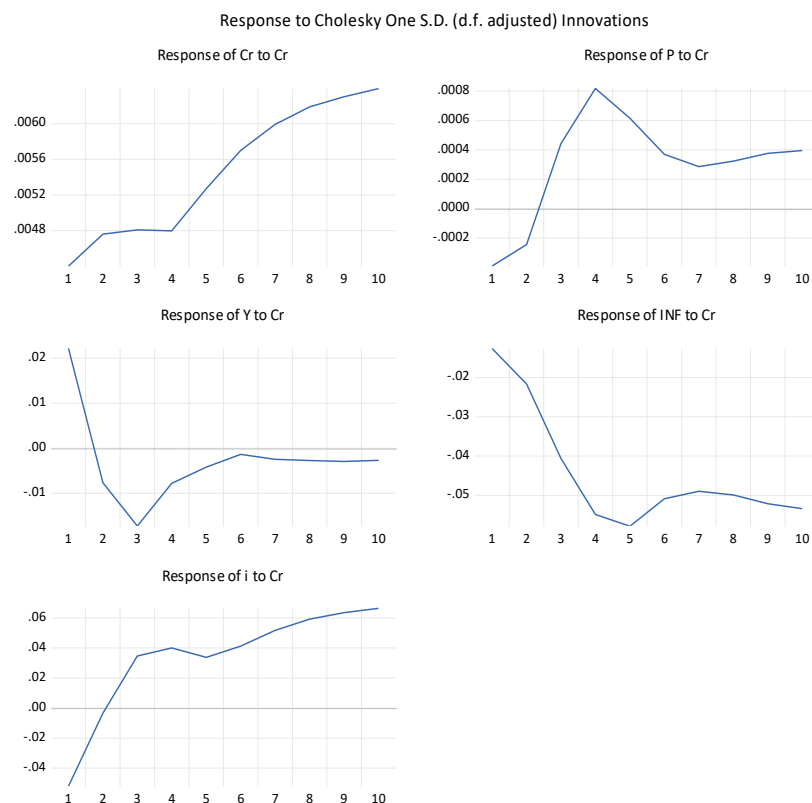 Response to Cholesky One S.D. (d.f. adjusted) Innovations
Response of Cr to Cr
.0060
.0056
.0052
.0048
1 2 3 4 5 6 7 8 9 10
Response of P to Cr
.0008
.0006
.0004
.0002
.0000
-.0002
1 2 3 4 5 6 7 8 9 10
Response of Y to Cr
.02
.01
.00
-.01
1 2 3 4 5 6 7 8 9 10
Response of INF to Cr
-.02
-.03
-.04
-.05
1 2 3 4 5 6 7 8 9 10
Response of i to Cr
.06
.04
.02
.00
-.02
-.04
1 2 3 4 5 6 7 8 9 10